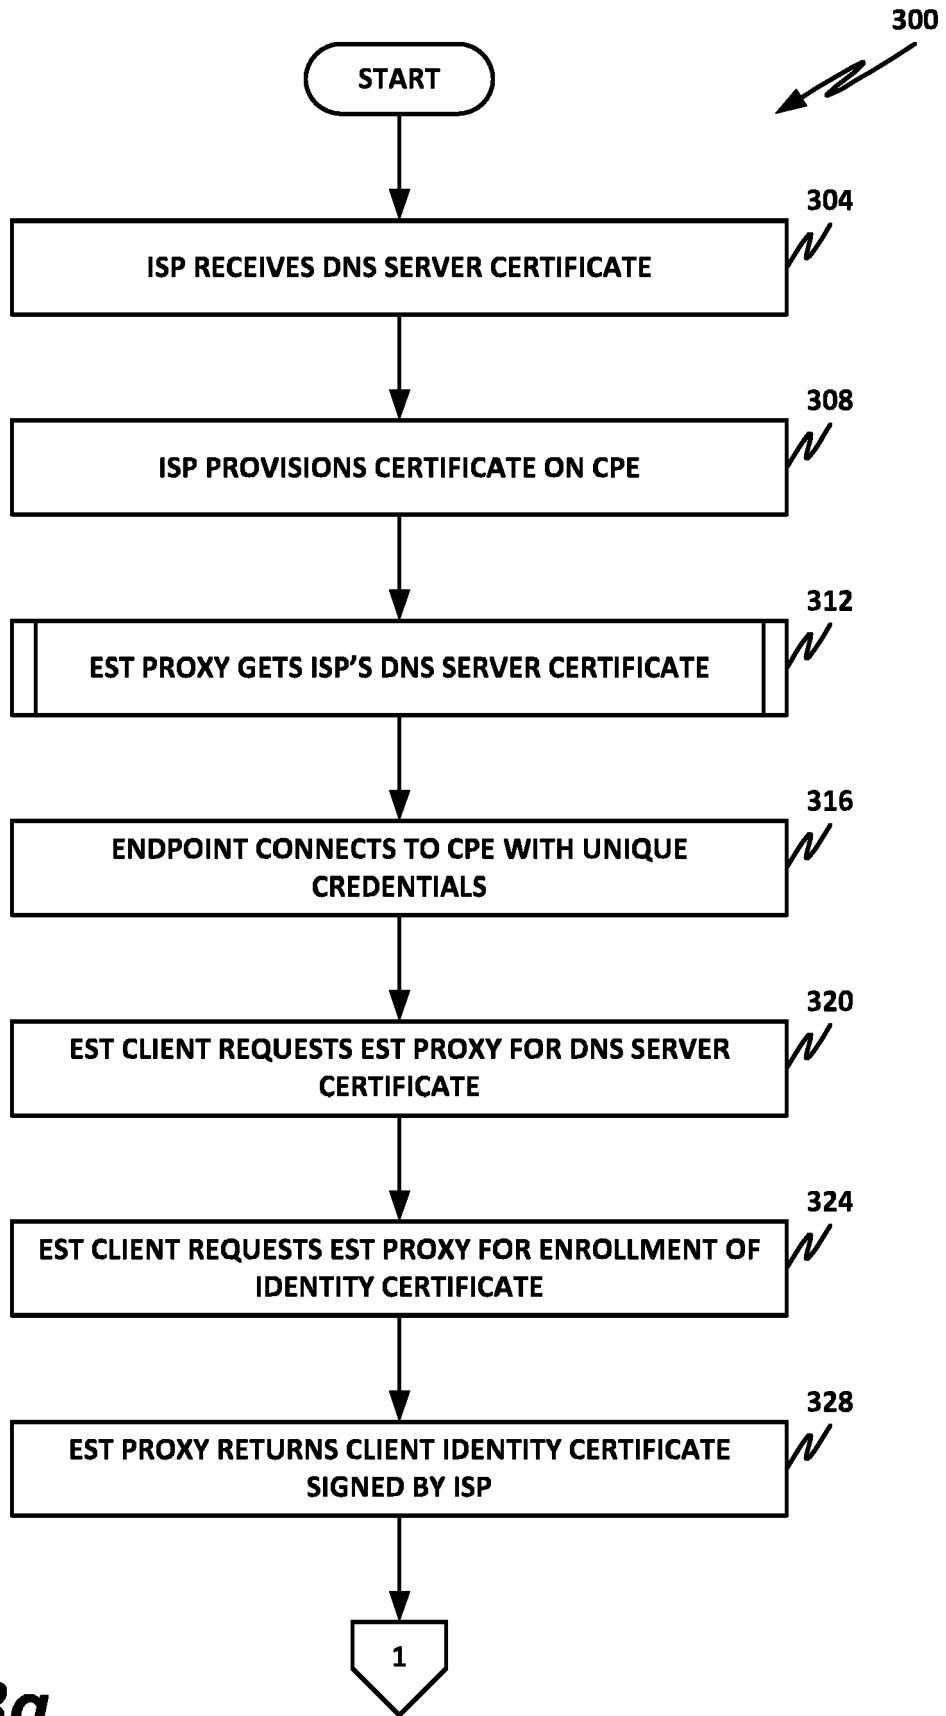 300
START
304
ISP RECEIVES DNS SERVER CERTIFICATE
308
ISP PROVISIONS CERTIFICATE ON CPE
312
EST PROXY GETS ISP'S DNS SERVER CERTIFICATE
316
ENDPOINT CONNECTS TO CPE WITH UNIQUE
CREDENTIALS
320
EST CLIENT REQUESTS EST PROXY FOR DNS SERVER
CERTIFICATE
324
EST CLIENT REQUESTS EST PROXY FOR ENROLLMENT OF
IDENTITY CERTIFICATE
328
EST PROXY RETURNS CLIENT IDENTITY CERTIFICATE
SIGNED BY ISP
1